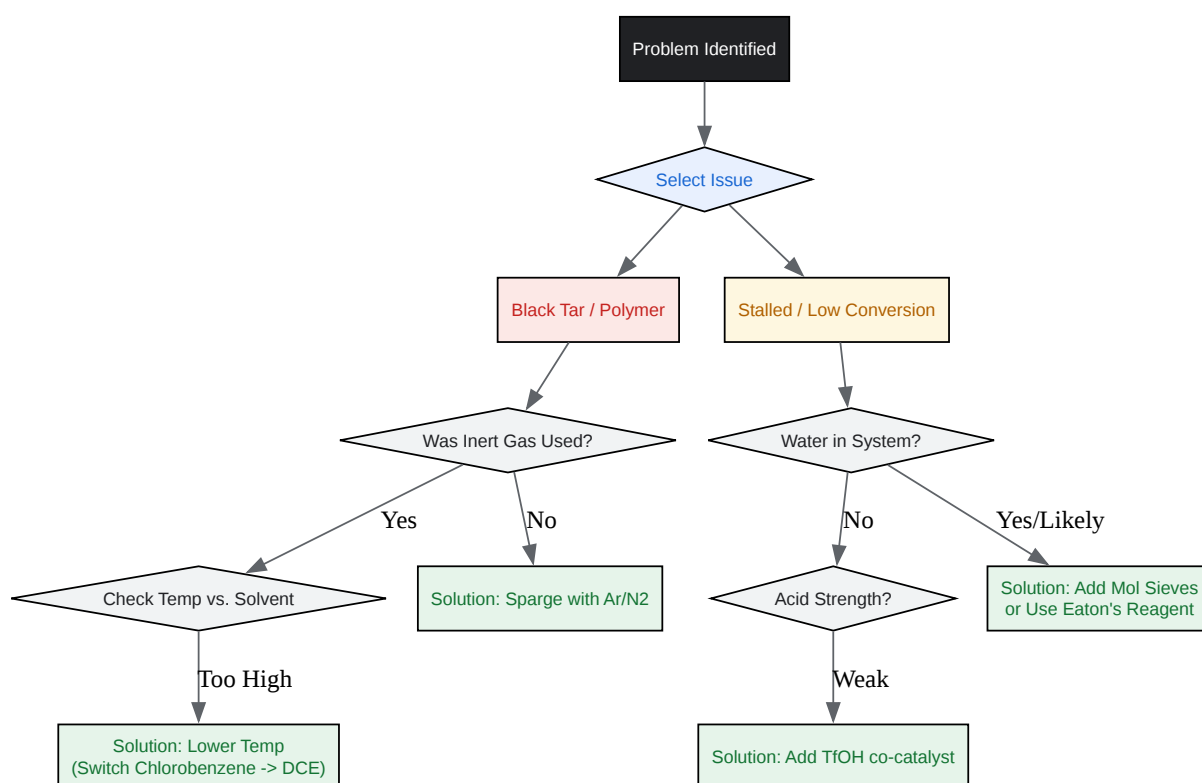 Problem Identified
Select Issue
Black Tar / Polymer
Stalled / Low Conversion
Was Inert Gas Used?
Water in System?
Yes
No
No
Yes/Likely
Check Temp vs. Solvent
Solution: Sparge with Ar/N2
Acid Strength?
Solution: Add Mol Sieves
or Use Eaton's Reagent
Too High
Weak
Solution: Lower Temp
(Switch Chlorobenzene -> DCE)
Solution: Add TfOH co-catalyst